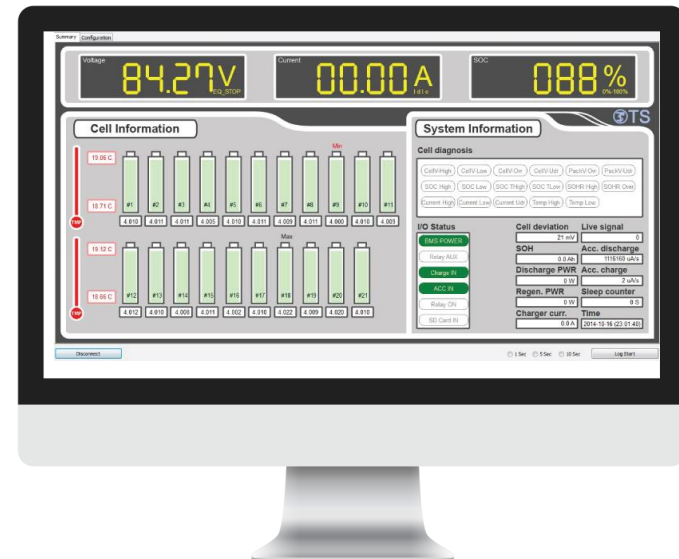 Summary Configuration
Voltage
84.27V
EQ_STOP
Current
00.00A
Idle
SOC
088%
0%-100%
TS
Cell Information
System Information
Cell diagnosis
19.05 C
Min
CellV-High CellV-Low CellV-Ovr CellV-Udr PackV-Ovr PackV-Udr
SOC High SOC Low SOC THigh SOC TLow SOHR High SOHR Over
Current High Current Low Current Udr Temp High Temp Low
18.71 C
#1 #2 #3 #4 #5 #6 #7 #8 #9 #10 #11
TMP
4.010 4.011 4.011 4.005 4.010 4.011 4.009 4.011 4.000 4.010 4.009
I/O Status
BMS POWER
Relay AUX
Charge IN
ACC IN
Relay ON
SD Card IN
Cell deviation Live signal
21 mV 0
SOH Acc. discharge
0.0 Ah 1116160 uA/s
Discharge PWR Acc. charge
0 W 2 uA/s
Regen. PWR Sleep counter
0 W 0 S
Charger curr. Time
0.0 A 2014-10-16 (23:01:40)
19.12 C
Max
18.86 C
#12 #13 #14 #15 #16 #17 #18 #19 #20 #21
TMP
4.012 4.010 4.008 4.011 4.002 4.010 4.022 4.009 4.020 4.010
Disconnect
1 Sec 5 Sec 10 Sec
Log Start